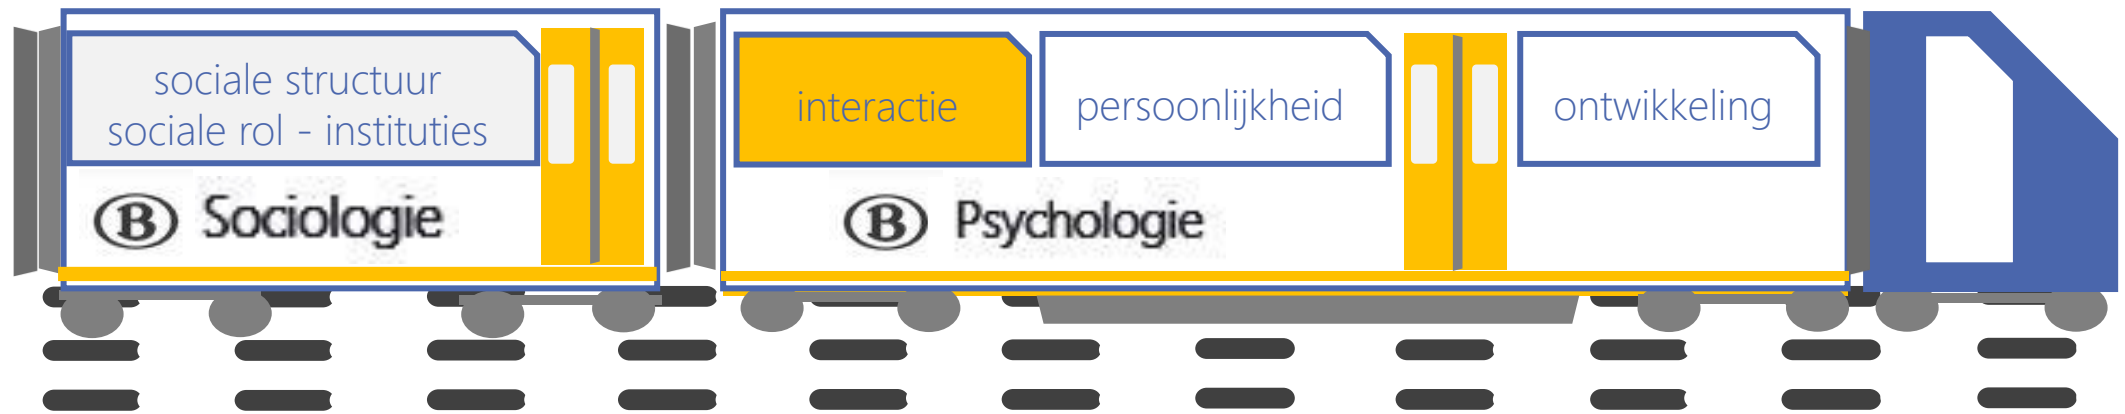 sociale structuur
sociale rol - instituties
interactie
persoonlijkheid
ontwikkeling
B Sociologie
B Psychologie